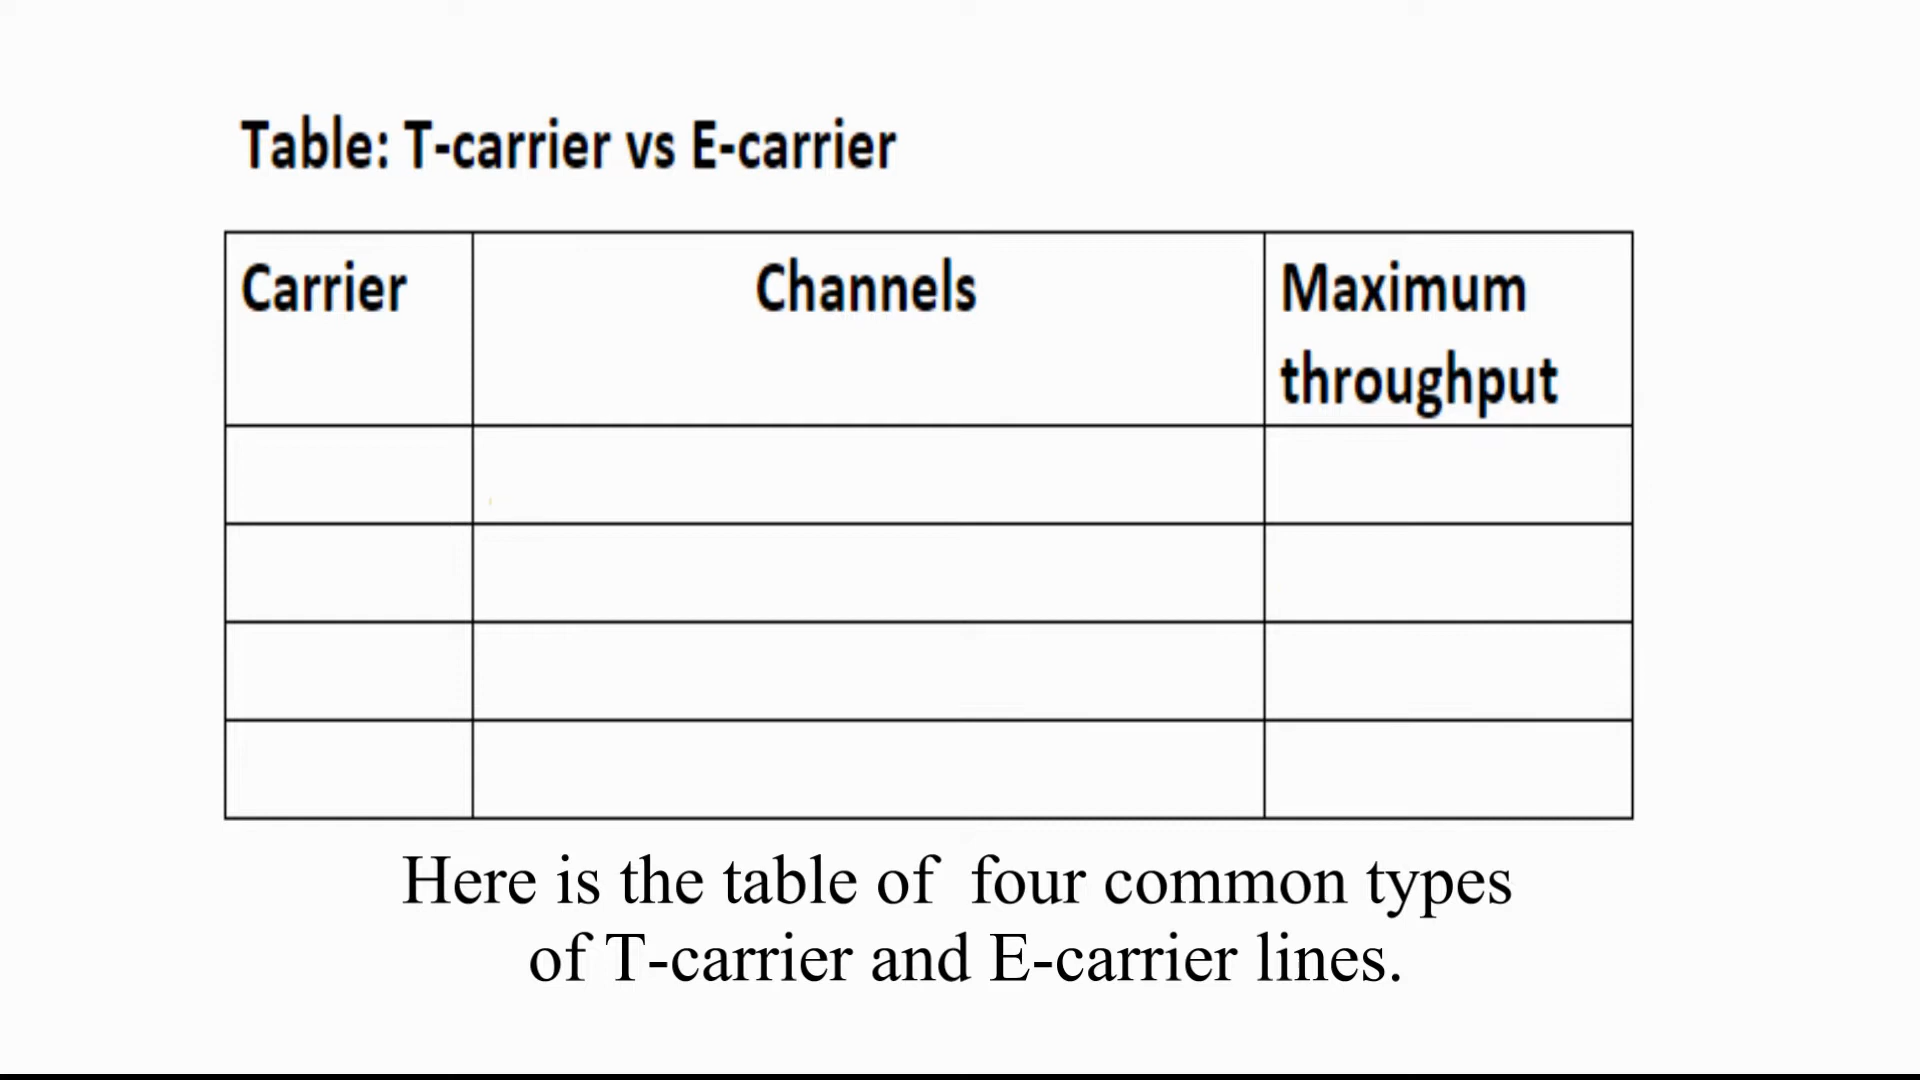 Table: T-carrier vs E-carrier
Carrier
Channels
Maximum
throughput
Here is the table of  four common types
of T-carrier and E-carrier lines.